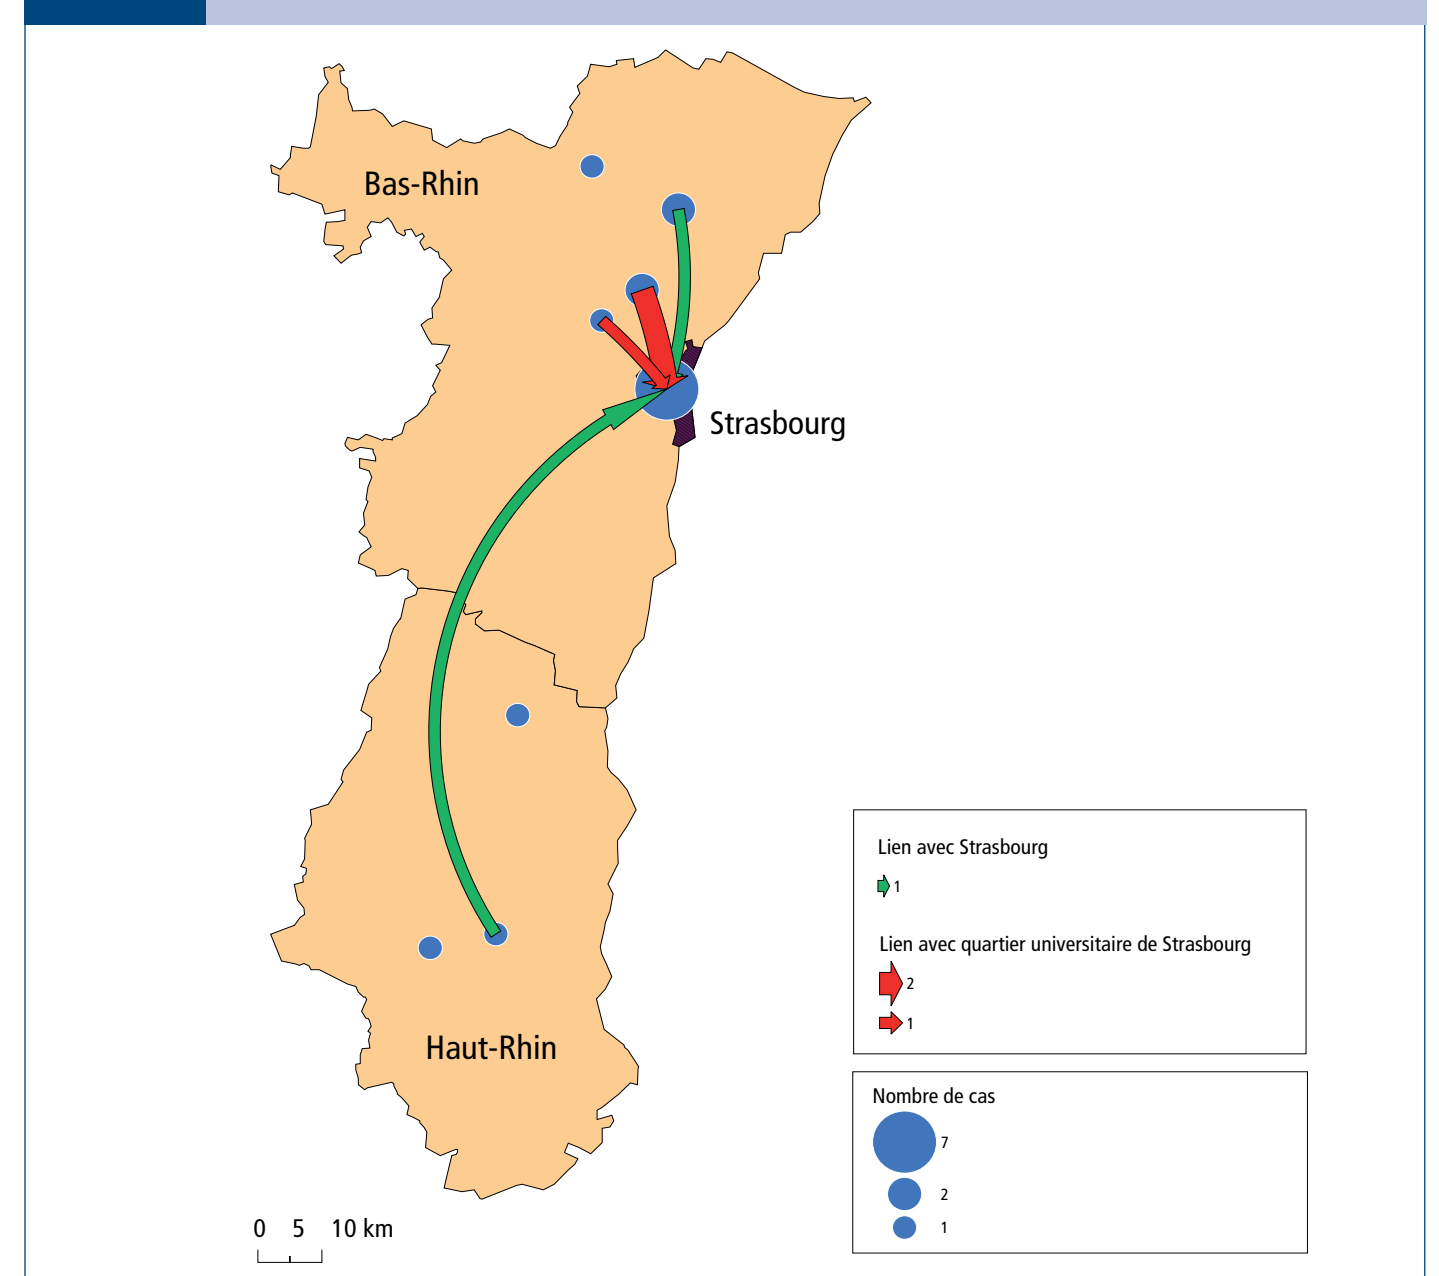 Bas-Rhin
Strasbourg
Haut-Rhin
Lien avec Strasbourg
1
Lien avec quartier universitaire de Strasbourg
2
1
Nombre de cas
7
2
1
0 5 10 km